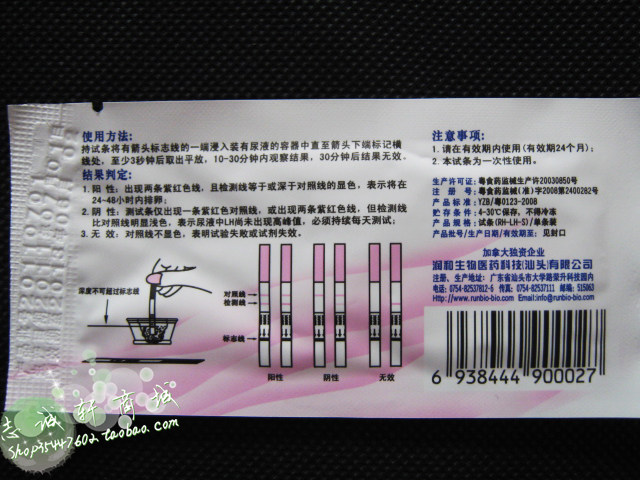 使用方法:
持试条将有箭头标志线的一端浸入装有尿液的容器中直至箭头下端标记横
线处,至少3秒钟后取出平放,10-30分钟内观察结果,30分钟后结果无效。
结果判定:
1.阳 性:出现两条紫红色线,且检测线等于或深于对照线的显色,表示将在
24-48小时内排卵;
2.阴 性:测试条仅出现一条紫红色对照线,或出现两条紫红色线,但检测线
比对照线明显浅色,表示尿液中LH尚未出现高峰值,必须持续每天测试;
3.无 效:对照线不显色,表明试验失败或试剂失效。
深度不可超过标志线
对照线
检测线
标志线
阳性
阴性
无效
注意事项:
1.请在有效期内使用(有效期24个月);
2.本试条为一次性使用。
生产许可证:粤食药监械生产许20030850号
注 册 号:粤食药监械(准)字2008第2400282号
产品标准:YZB/粤0123-2008
贮存条件:4-30℃保存,不得冷冻
产品规格:试条(RH-LH-S)/单条装
产品批号/生产日期/有效期至:见封口
加拿大独资企业
润和生物医药科技(汕头)有限公司
注册、生产地址:广东省汕头市大学路荣升科技园内
电话:0754-82537812-6 传真:0754-82537111 邮编:515063
Http://www.runbio-bio.com Email:info@runbio-bio.com
6 938444 900027
志诚轩商城
shop35447602.taobao.com